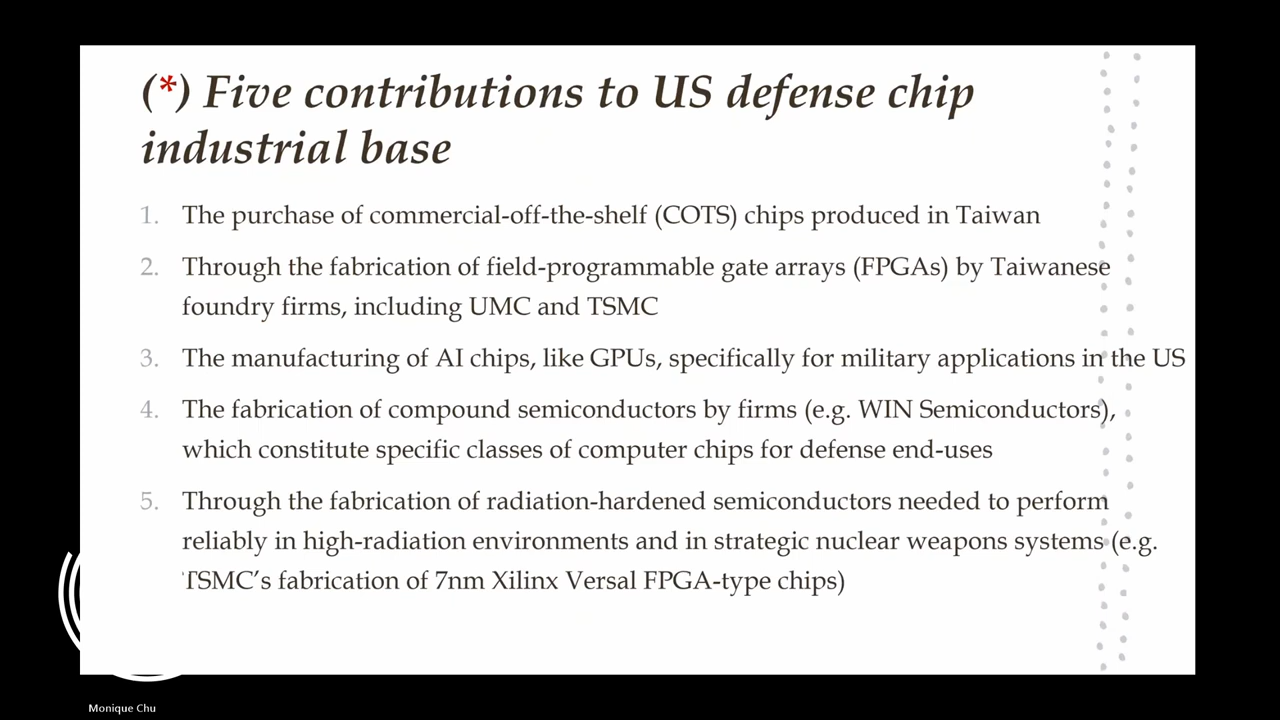 (*) Five contributions to US defense chip
industrial base
1. The purchase of commercial-off-the-shelf (COTS) chips produced in Taiwan
2. Through the fabrication of field-programmable gate arrays (FPGAs) by Taiwanese
foundry firms, including UMC and TSMC
3. The manufacturing of AI chips, like GPUs, specifically for military applications in the US
4. The fabrication of compound semiconductors by firms (e.g. WIN Semiconductors),
which constitute specific classes of computer chips for defense end-uses
5. Through the fabrication of radiation-hardened semiconductors needed to perform
reliably in high-radiation environments and in strategic nuclear weapons systems (e.g.
TSMC’s fabrication of 7nm Xilinx Versal FPGA-type chips)
Monique Chu